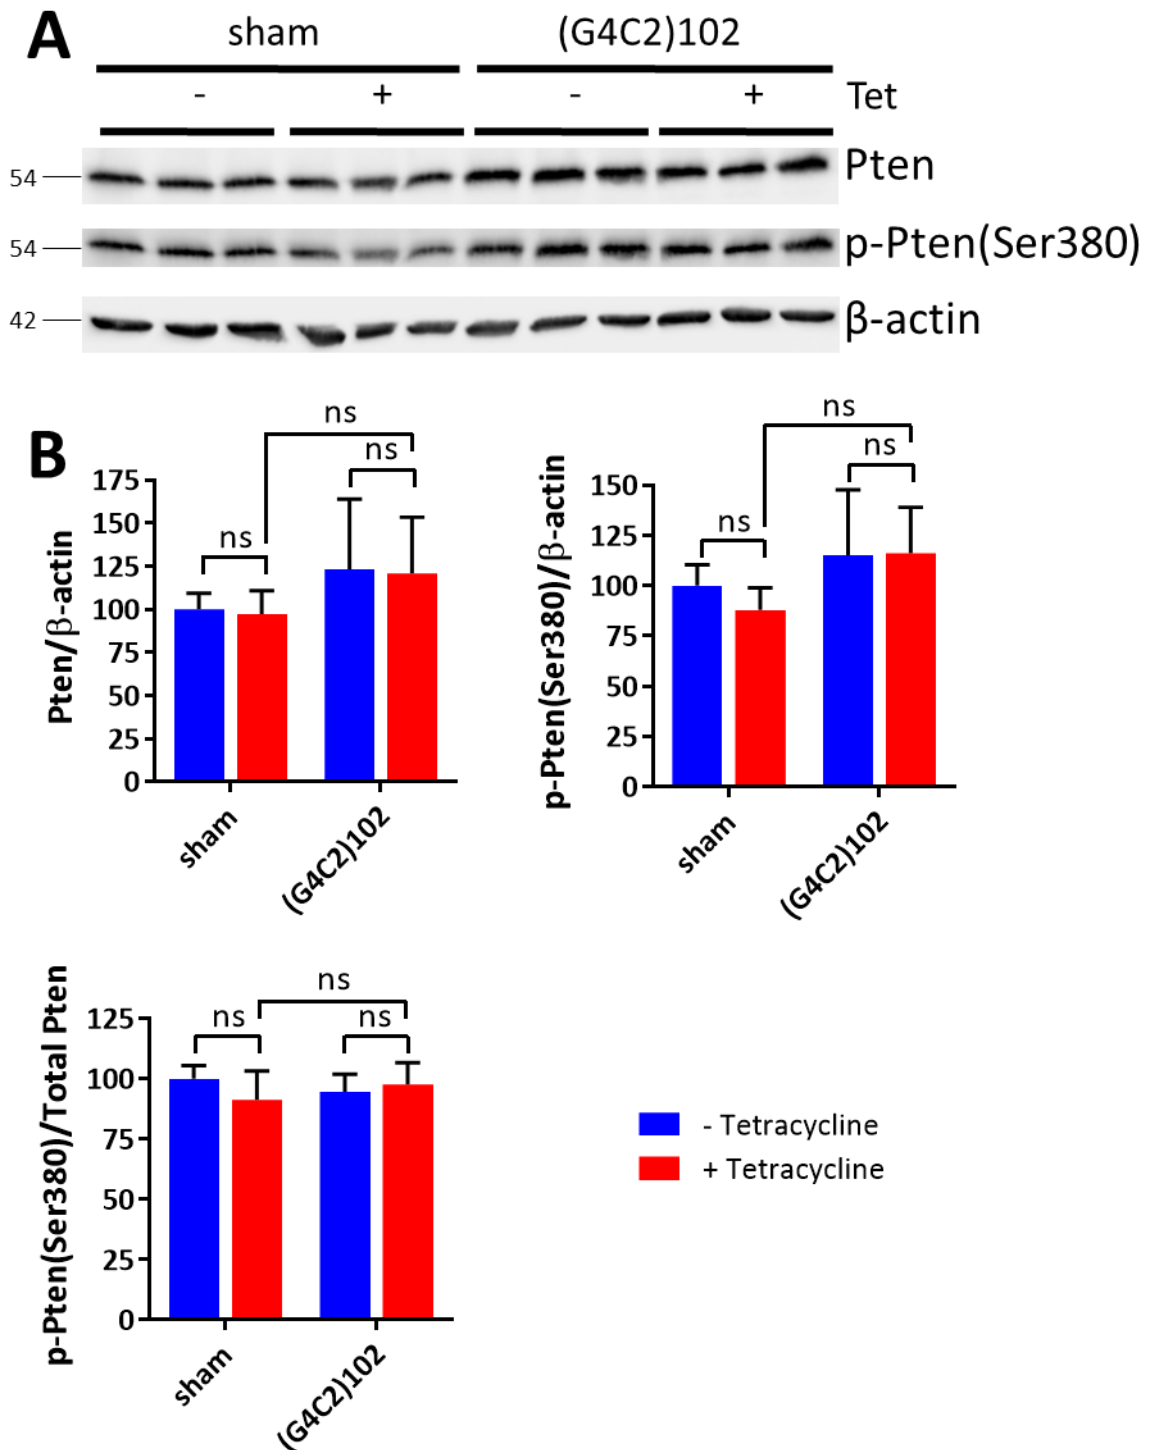 A
sham (G4C2)102
- + - + Tet
54 Pten
54 p-Pten(Ser380)
42 β-actin
B
ns
ns
ns
175
150
125
100
75
50
25
0
Pten/β-actin
sham
(G4C2)102
ns
ns
ns
150
125
100
75
50
25
0
p-Pten(Ser380)/β-actin
sham
(G4C2)102
ns
ns ns
125
100
75
50
25
0
p-Pten(Ser380)/Total Pten
sham
(G4C2)102
- Tetracycline
+ Tetracycline